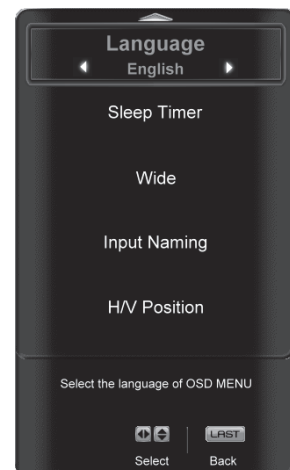 Language
English
Sleep Timer
Wide
Input Naming
H/V Position
Select the language of OSD MENU
LAST
Select Back